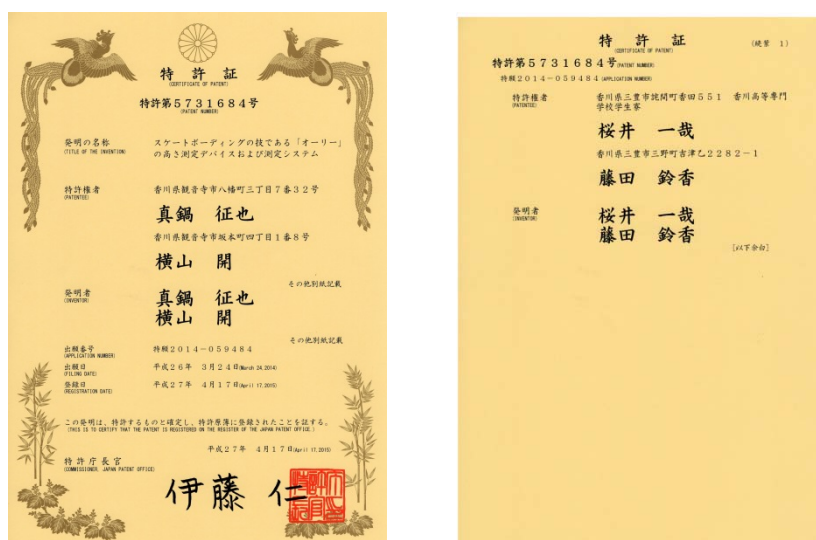 特許証
(CERTIFICATE OF PATENT)
特許第5731684号
(PATENT NUMBER)
発明の名称
(TITLE OF THE INVENTION)
スケートボーディングの技である「オーリー」
の高さ測定デバイスおよび測定システム
特許権者
(PATENTEE)
香川県観音寺市八幡町三丁目7番32号
真鍋 征也
香川県観音寺市坂本町四丁目1番8号
横山 開
その他別紙記載
発明者
(INVENTOR)
真鍋 征也
横山 開
その他別紙記載
出願番号
(APPLICATION NUMBER)
特願2014-059484
出願日
(FILING DATE)
平成26年 3月24日(March 24,2014)
登録日
(REGISTRATION DATE)
平成27年 4月17日(April 17,2015)
この発明は、特許するものと確定し、特許原簿に登録されたことを証する。
(THIS IS TO CERTIFY THAT THE PATENT IS REGISTERED ON THE REGISTER OF THE JAPAN PATENT OFFICE.)
平成27年 4月17日(April 17,2015)
特許庁長官
(COMMISSIONER, JAPAN PATENT OFFICE)
伊藤 仁
特許証
(CERTIFICATE OF PATENT)
(続葉 1)
特許第5731684号(PATENT NUMBER)
特願2014-059484(APPLICATION NUMBER)
特許権者
(PATENTEE)
香川県三豊市詫間町香田551 香川高等専門
学校学生寮
桜井 一哉
香川県三豊市三野町吉津乙2282-1
藤田 鈴香
発明者
(INVENTOR)
桜井 一哉
藤田 鈴香
[以下余白]